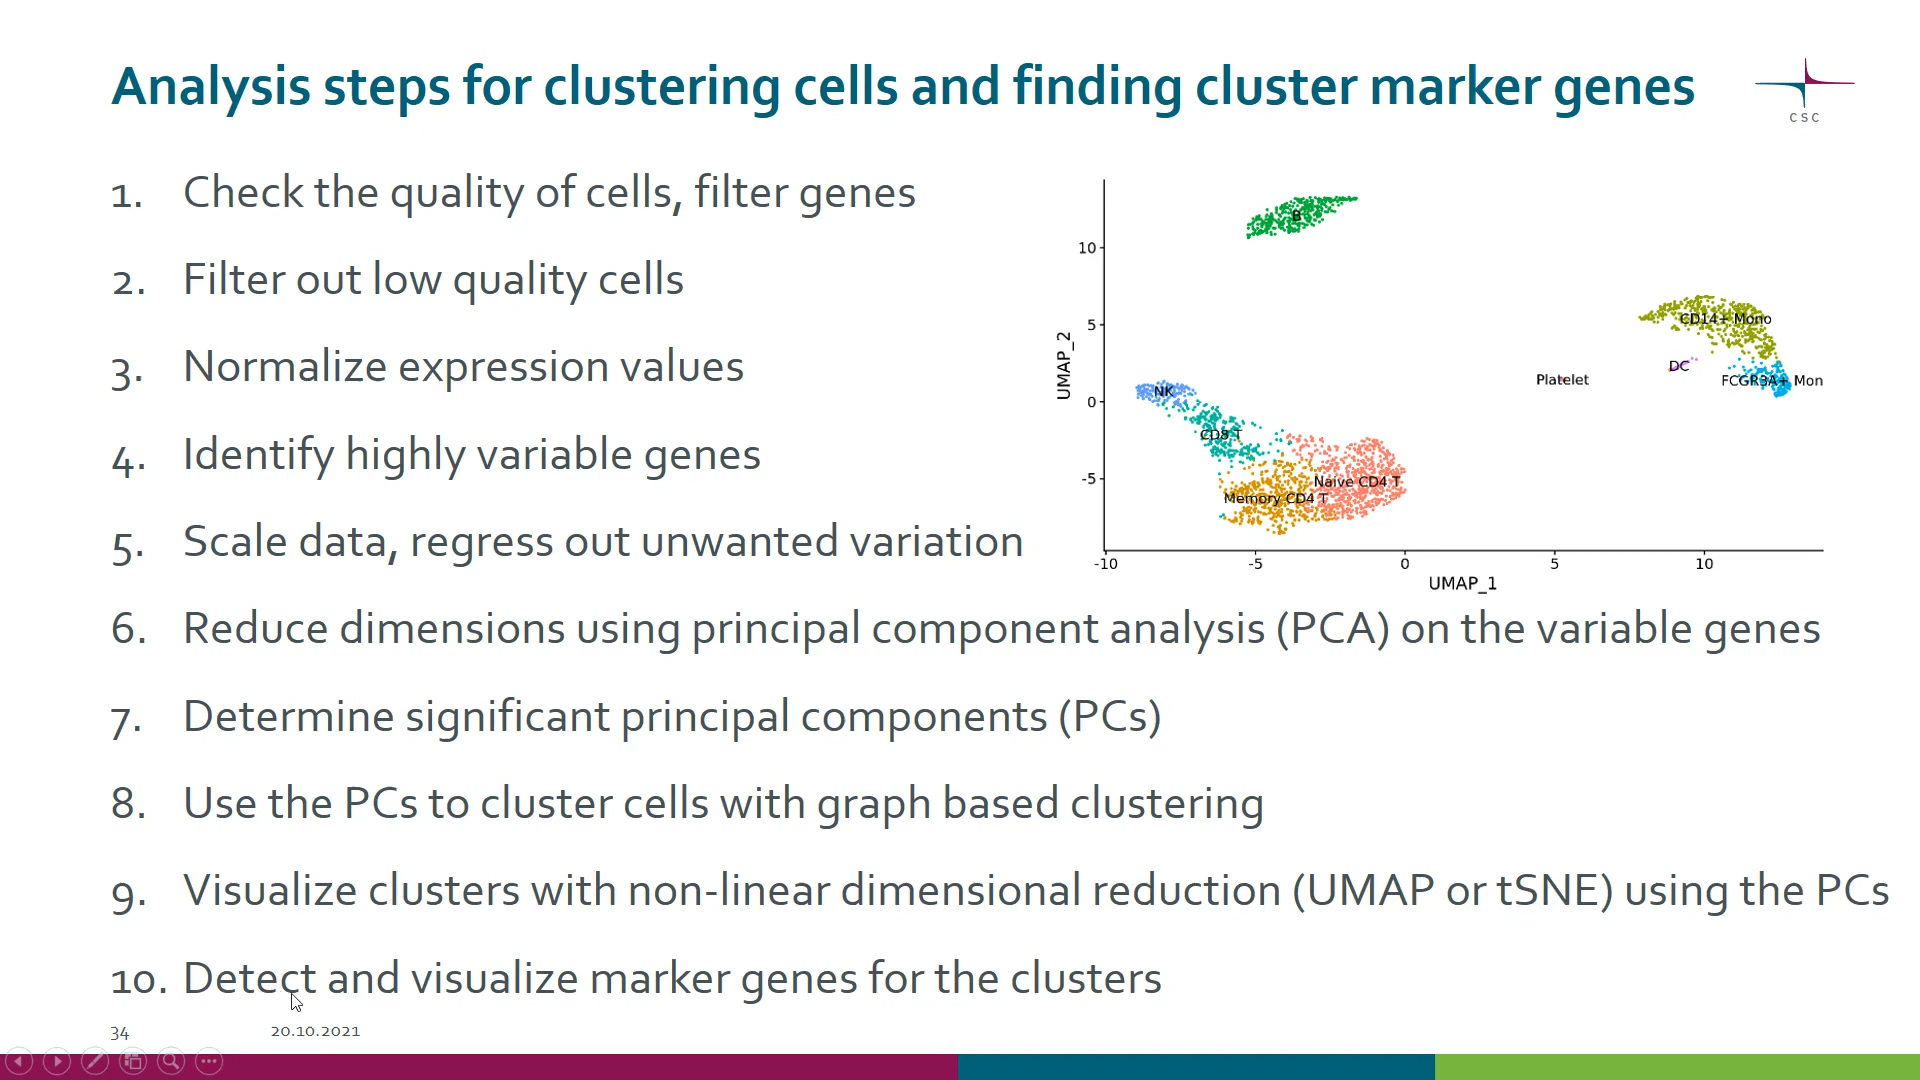 Analysis steps for clustering cells and finding cluster marker genes
CSC
1. Check the quality of cells, filter genes
2. Filter out low quality cells
3. Normalize expression values
4. Identify highly variable genes
5. Scale data, regress out unwanted variation
6. Reduce dimensions using principal component analysis (PCA) on the variable genes
7. Determine significant principal components (PCs)
8. Use the PCs to cluster cells with graph based clustering
9. Visualize clusters with non-linear dimensional reduction (UMAP or tSNE) using the PCs
10. Detect and visualize marker genes for the clusters
B
10
5
0
-5
UMAP_2
CD14+ Mono
DC
Platelet
FCGR3A+ Mon
NK
CD8 T
Naive CD4 T
Memory CD4 T
-10 -5 0 5 10
UMAP_1
34
20.10.2021